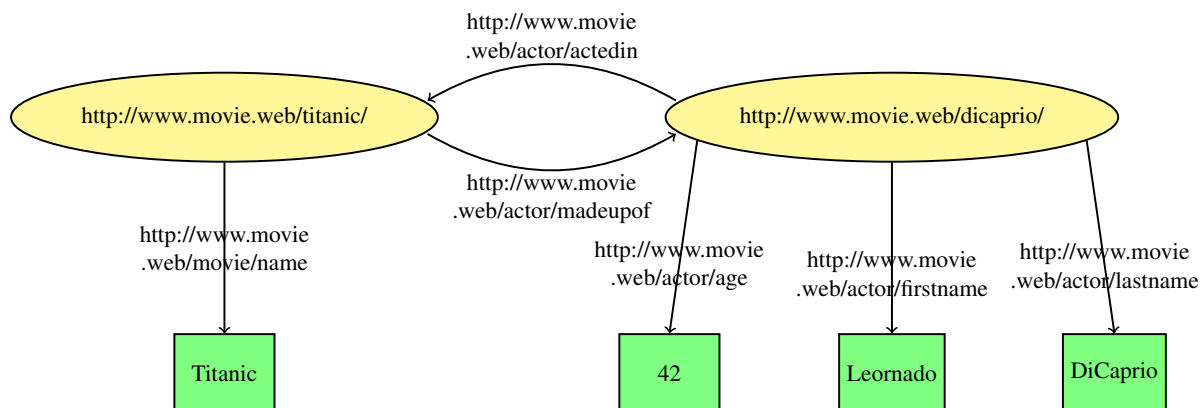 http://www.movie
.web/actor/actedin
http://www.movie.web/titanic/
http://www.movie.web/dicaprio/
http://www.movie
.web/actor/madeupof
http://www.movie
.web/movie/name
http://www.movie
.web/actor/age
http://www.movie
.web/actor/firstname
http://www.movie
.web/actor/lastname
Titanic
42
Leornado
DiCaprio